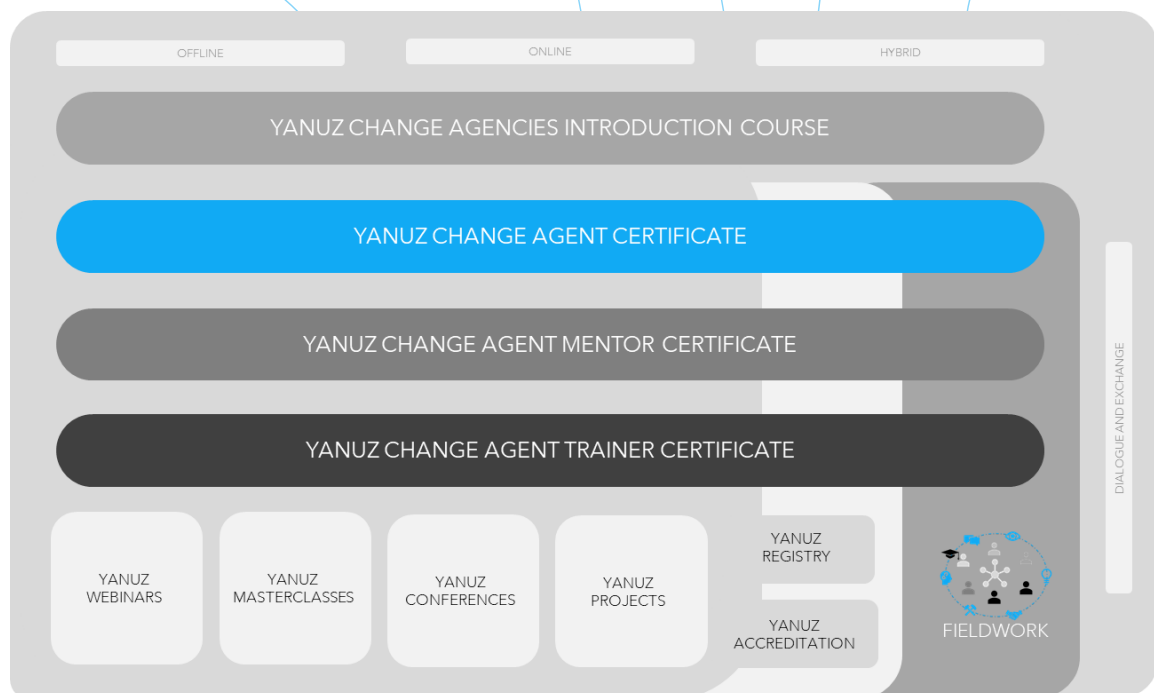 OFFLINE
ONLINE
HYBRID
YANUZ CHANGE AGENCIES INTRODUCTION COURSE
YANUZ CHANGE AGENT CERTIFICATE
YANUZ CHANGE AGENT MENTOR CERTIFICATE
YANUZ CHANGE AGENT TRAINER CERTIFICATE
DIALOGUE AND EXCHANGE
YANUZ
WEBINARS
YANUZ
MASTERCLASSES
YANUZ
CONFERENCES
YANUZ
PROJECTS
YANUZ
REGISTRY
YANUZ
ACCREDITATION
FIELDWORK